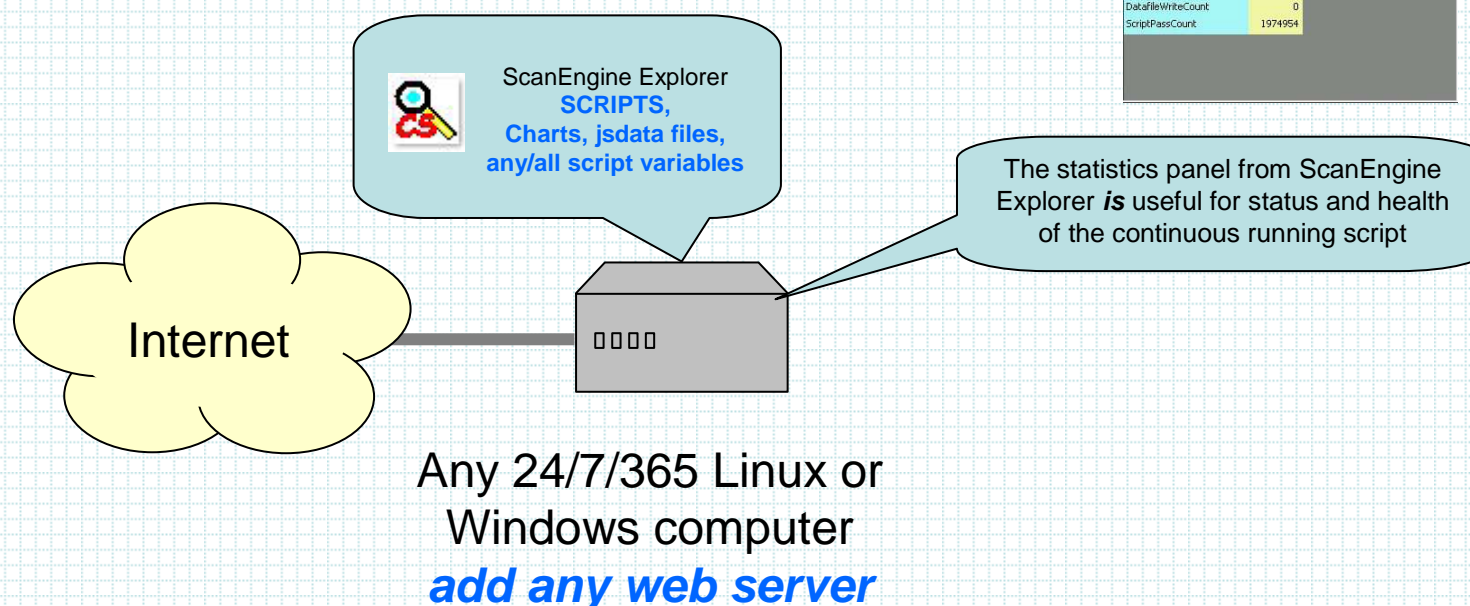 DatafileWriteCount 0
ScriptPassCount 1974954
ScanEngine Explorer
SCRIPTS,
Charts, jsdata files,
any/all script variables
CS
The statistics panel from ScanEngine
Explorer is useful for status and health
of the continuous running script
Internet
Any 24/7/365 Linux or
Windows computer
add any web server